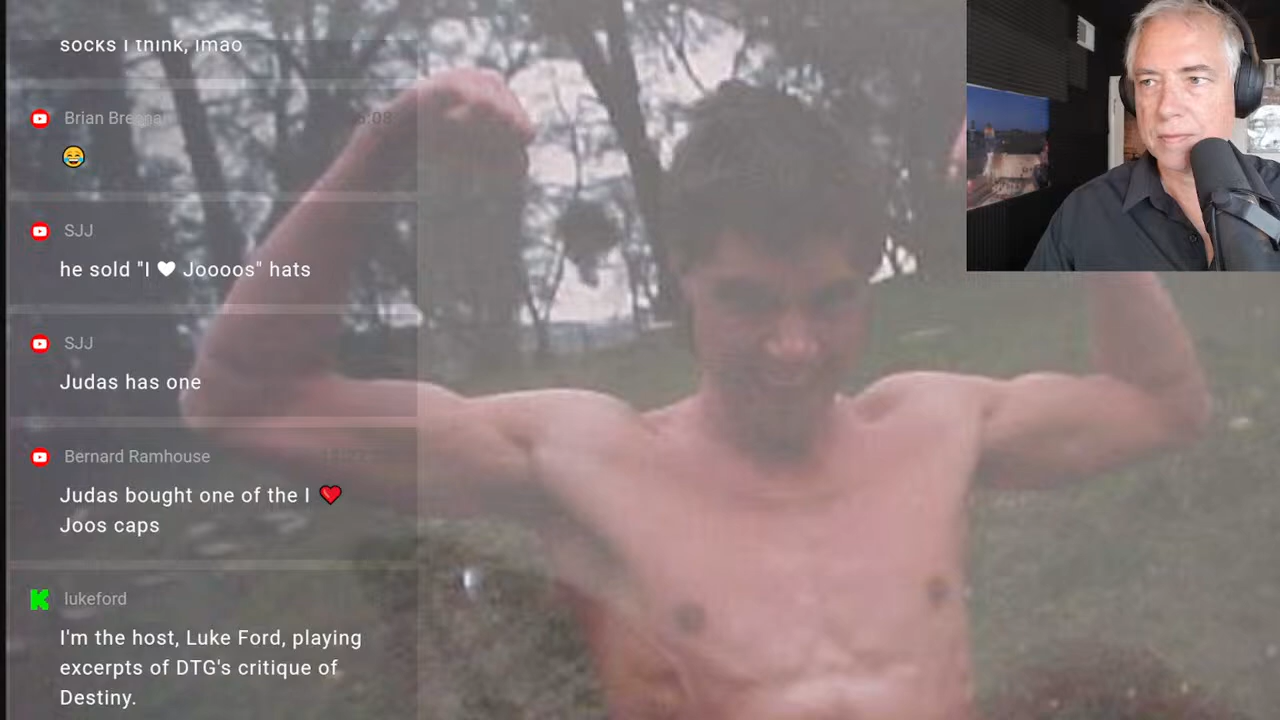 socks I think, lmao
Brian
😂
SJJ
he sold "I 🤍 Joooos" hats
SJJ
Judas has one
Bernard Ramhouse
Judas bought one of the I ❤️
Joos caps
lukeford
I'm the host, Luke Ford, playing
excerpts of DTG's critique of
Destiny.